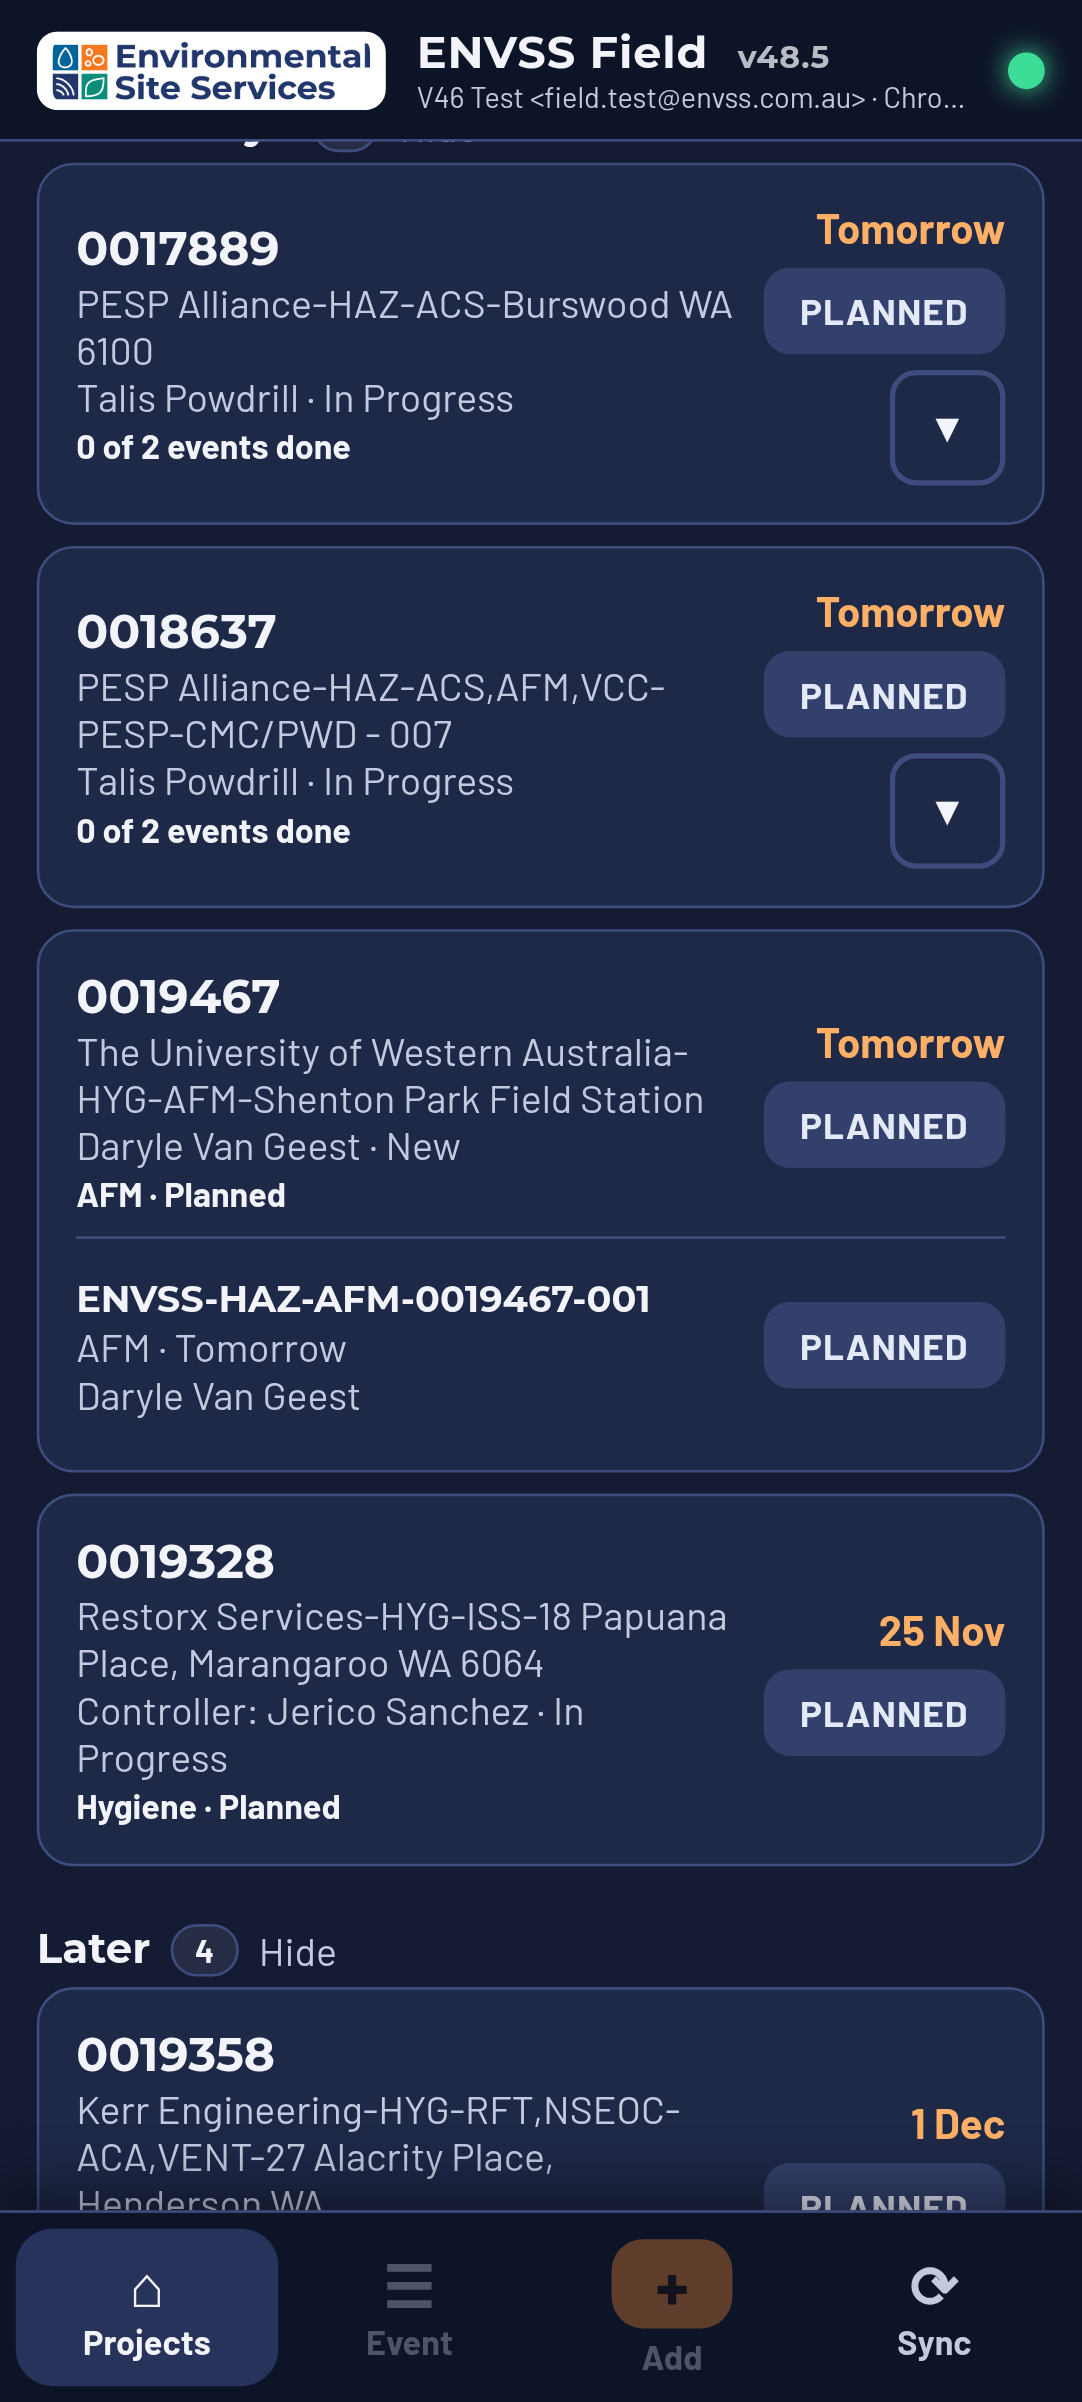 Environmental
Site Services
ENVSS Field v48.5
V46 Test <field.test@envss.com.au> · Chro...
0017889
PESP Alliance-HAZ-ACS-Burswood WA
6100
Talis Powdrill · In Progress
0 of 2 events done
Tomorrow
PLANNED
▼
0018637
PESP Alliance-HAZ-ACS,AFM,VCC-
PESP-CMC/PWD - 007
Talis Powdrill · In Progress
0 of 2 events done
Tomorrow
PLANNED
▼
0019467
The University of Western Australia-
HYG-AFM-Shenton Park Field Station
Daryle Van Geest · New
AFM · Planned
Tomorrow
PLANNED
ENVSS-HAZ-AFM-0019467-001
AFM · Tomorrow
Daryle Van Geest
PLANNED
0019328
Restorx Services-HYG-ISS-18 Papuana
Place, Marangaroo WA 6064
Controller: Jerico Sanchez · In
Progress
Hygiene · Planned
25 Nov
PLANNED
Later 4 Hide
0019358
Kerr Engineering-HYG-RFT,NSEOC-
ACA,VENT-27 Alacrity Place,
Henderson WA
1 Dec
PLANNED
Projects
Event
+
Add
Sync